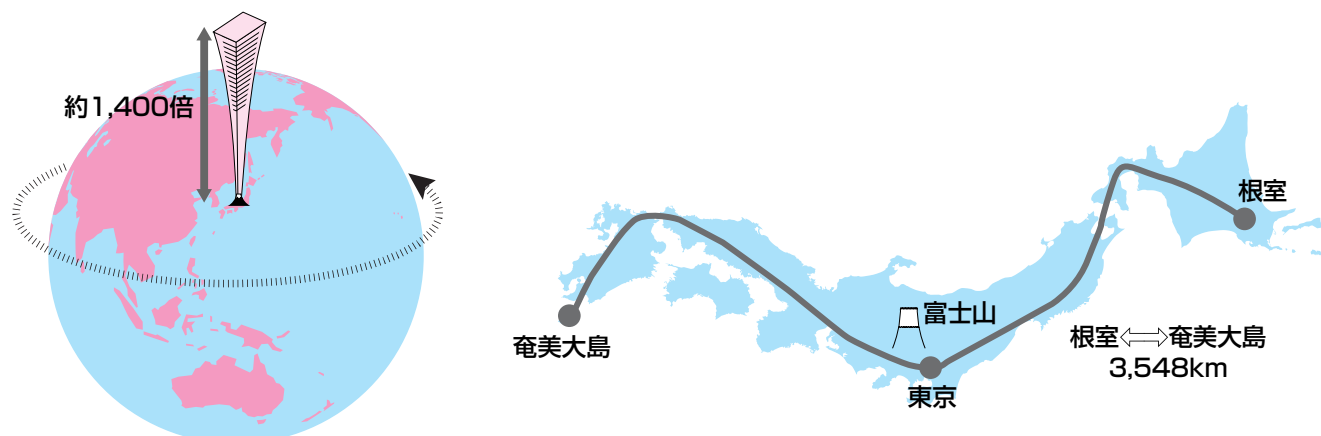 約1,400倍
根室
富士山
奄美大島
根室⇔奄美大島
3,548km
東京